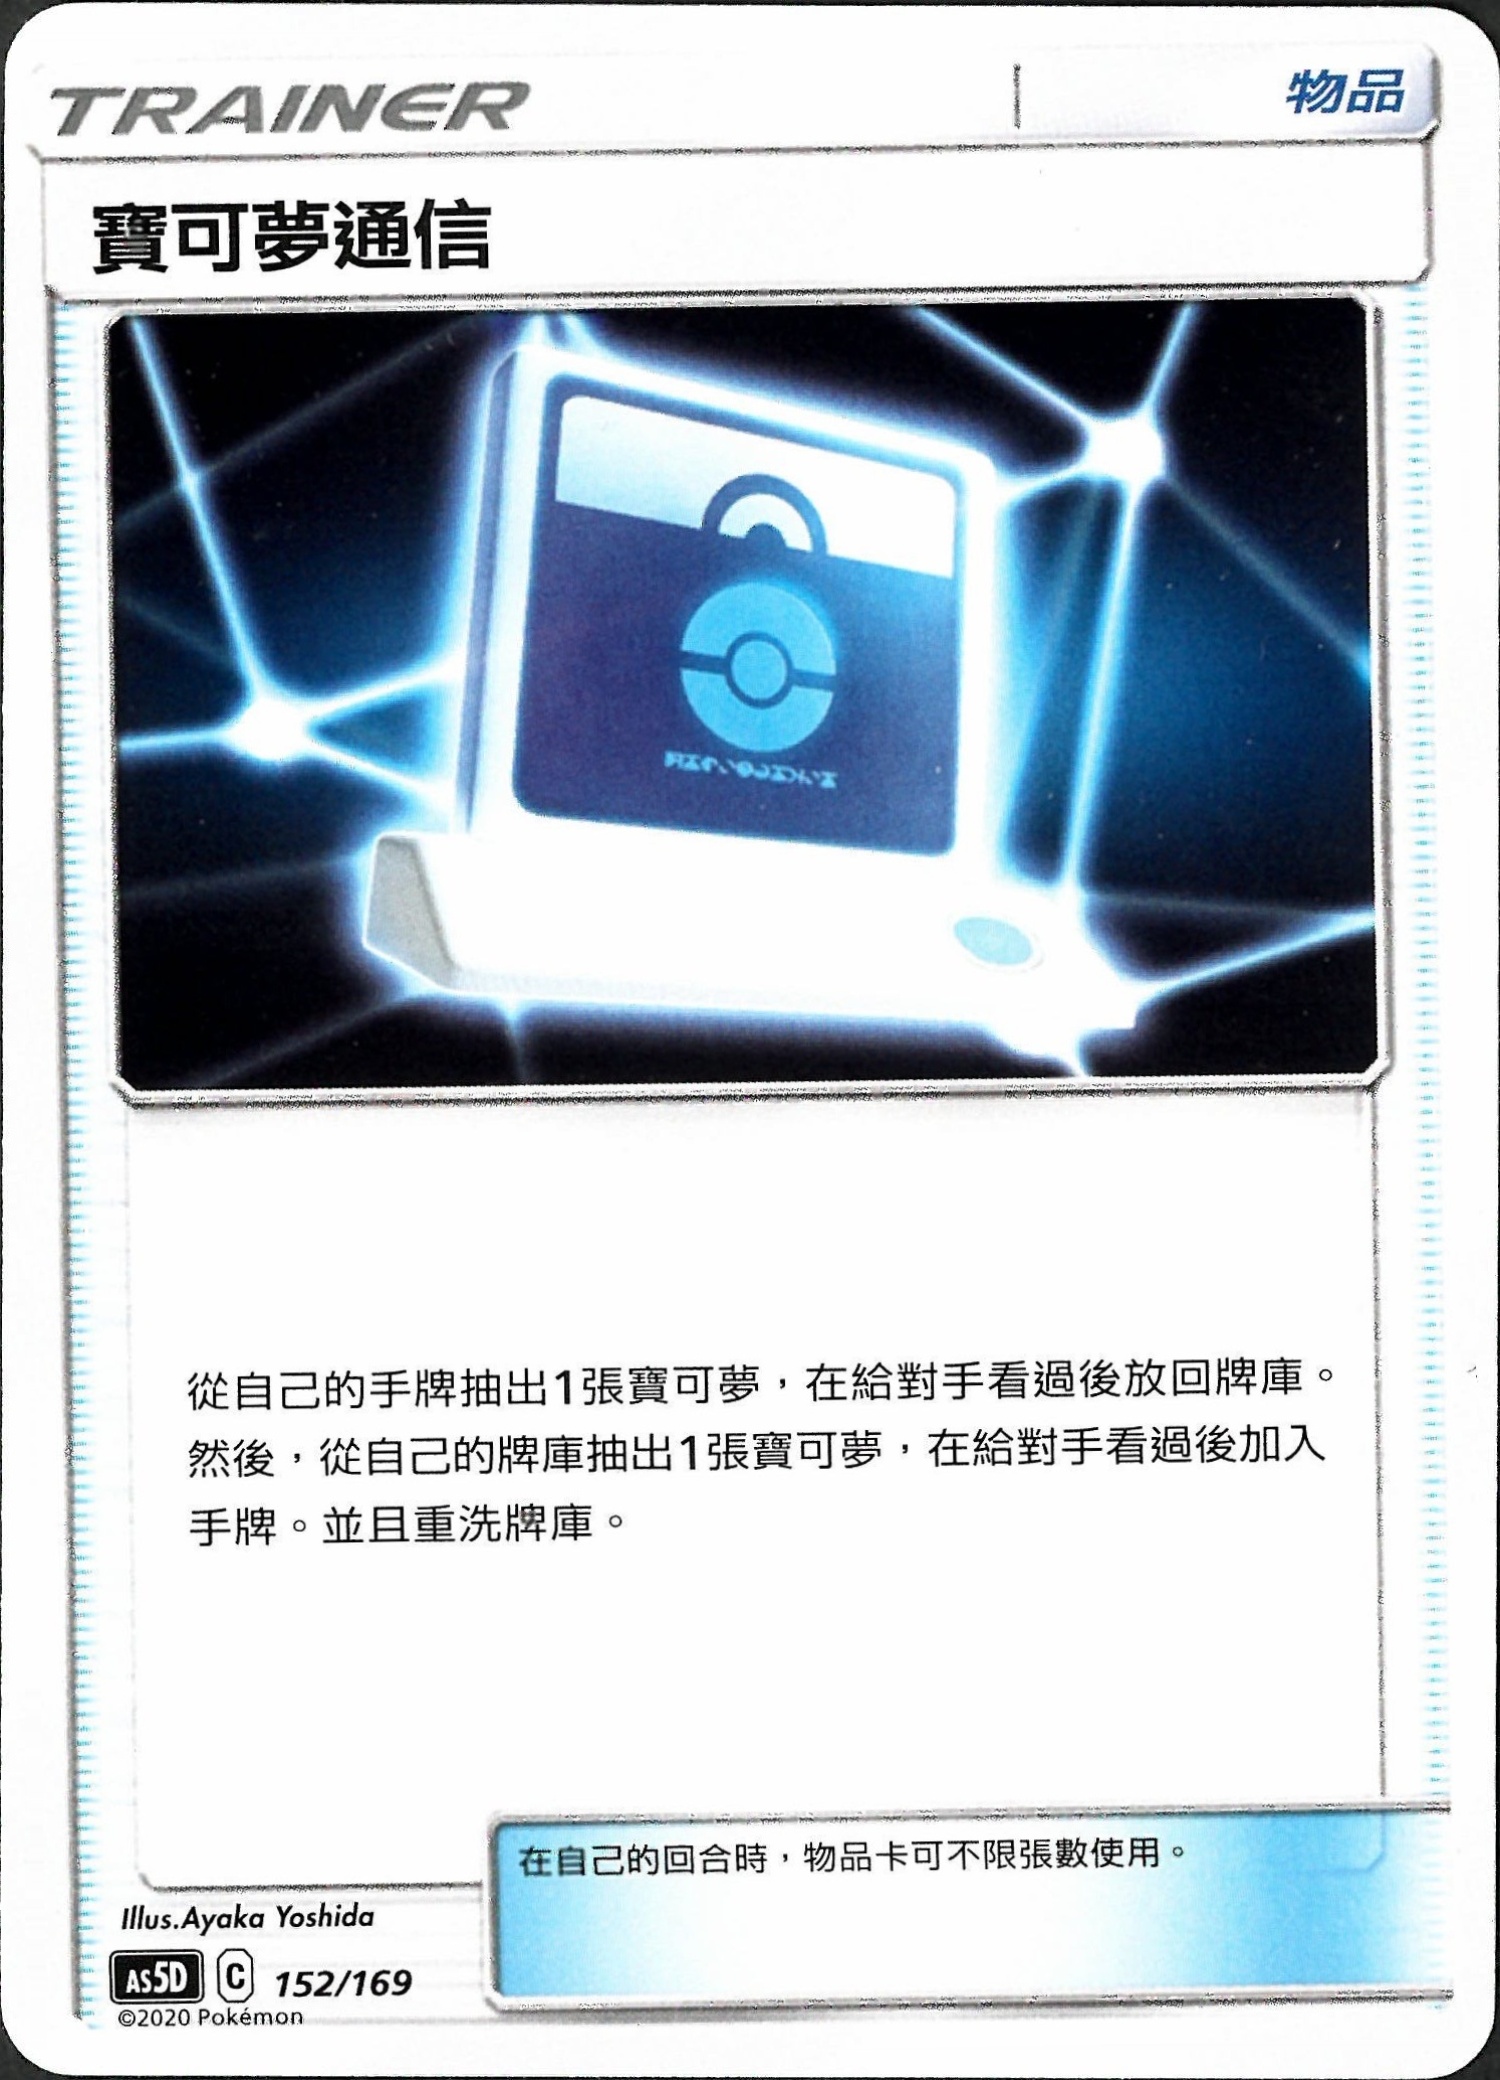 TRAINER
物品
寶可夢通信
從自己的手牌抽出1張寶可夢，在給對手看過後放回牌庫。
然後，從自己的牌庫抽出1張寶可夢，在給對手看過後加入
手牌。並且重洗牌庫。
在自己的回合時，物品卡可不限張數使用。
Illus.Ayaka Yoshida
AS5D C 152/169
©2020 Pokémon